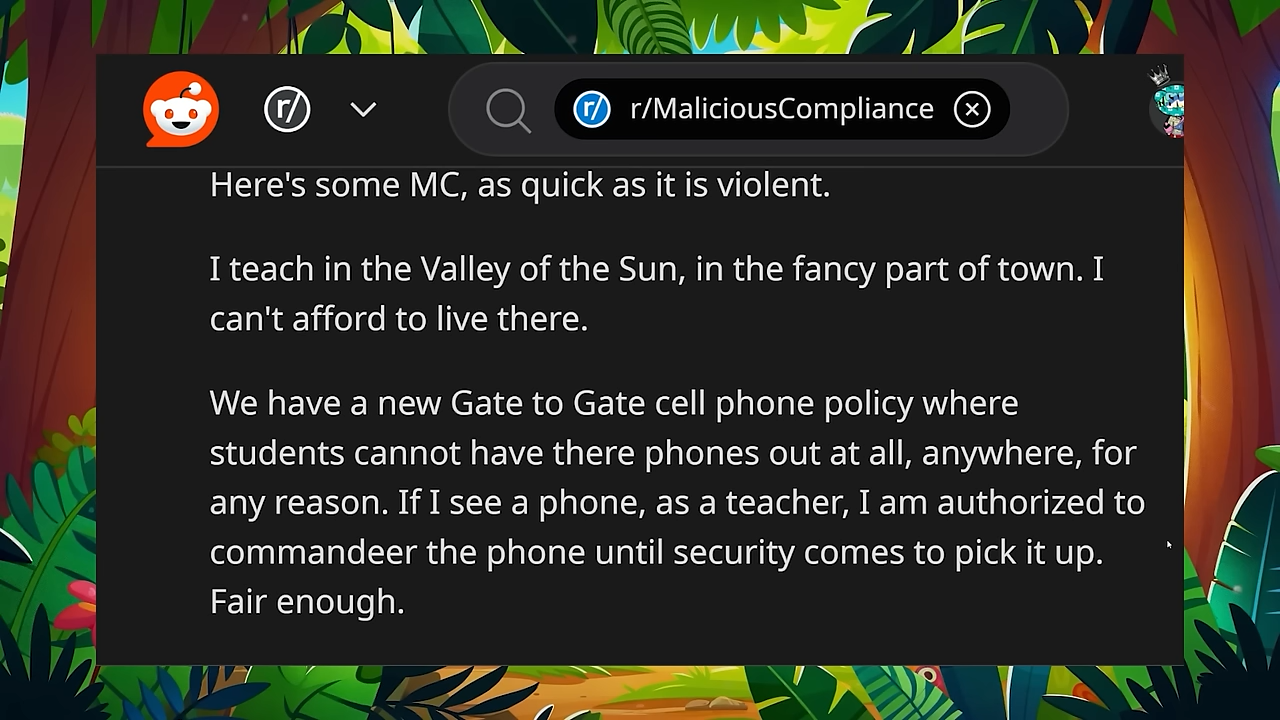 r/ r/ r/MaliciousCompliance
Here's some MC, as quick as it is violent.
I teach in the Valley of the Sun, in the fancy part of town. I
can't afford to live there.
We have a new Gate to Gate cell phone policy where
students cannot have there phones out at all, anywhere, for
any reason. If I see a phone, as a teacher, I am authorized to
commandeer the phone until security comes to pick it up.
Fair enough.